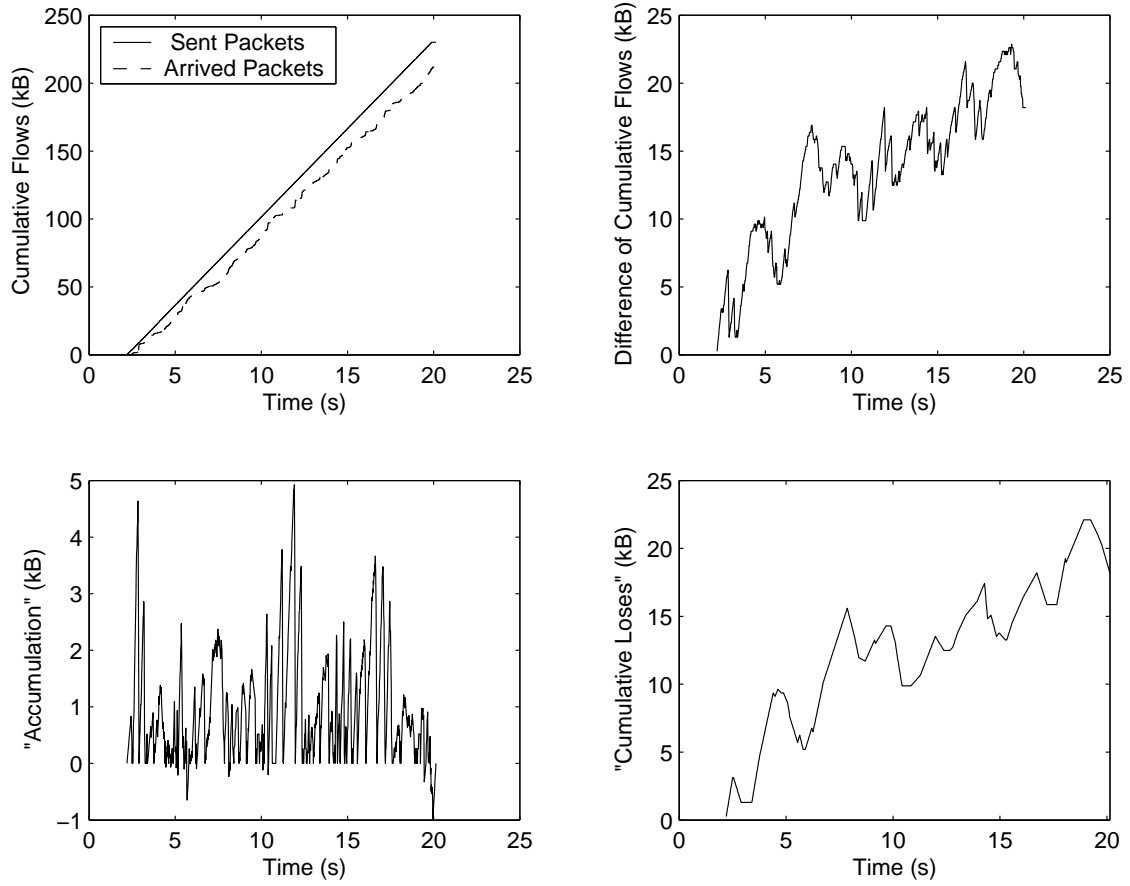 250
200
150
100
50
0
Cumulative Flows (kB)
Sent Packets
Arrived Packets
0 5 10 15 20 25
Time (s)
25
20
15
10
5
0
Difference of Cumulative Flows (kB)
0 5 10 15 20 25
Time (s)
5
4
3
2
1
0
−1
"Accumulation" (kB)
0 5 10 15 20 25
Time (s)
25
20
15
10
5
0
"Cumulative Loses" (kB)
0 5 10 15 20
Time (s)